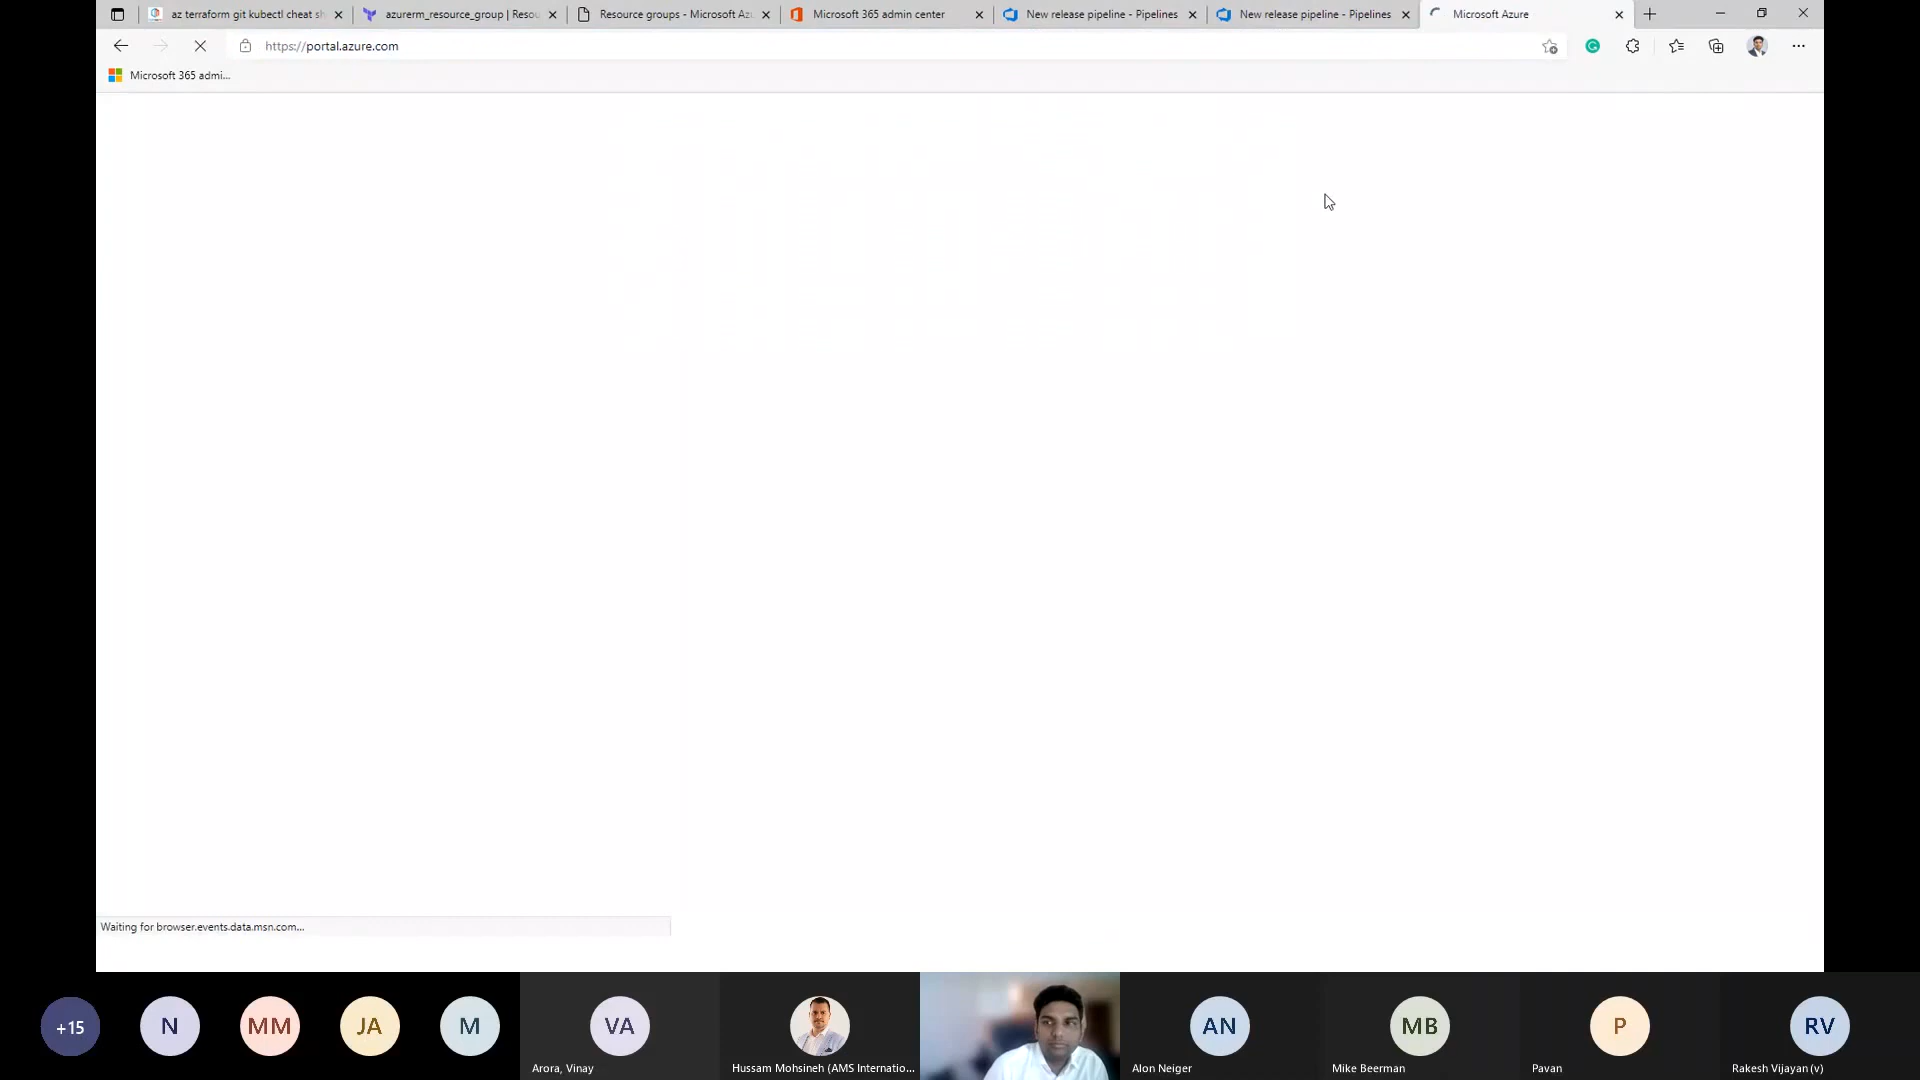 az terraform git kubectl cheat sh
azurerm_resource_group | Resou
Resource groups - Microsoft Azu
Microsoft 365 admin center
New release pipeline - Pipelines
New release pipeline - Pipelines
Microsoft Azure
https://portal.azure.com
Microsoft 365 admi...
Waiting for browser.events.data.msn.com...
+15
N
MM
JA
M
VA
AN
MB
P
RV
Arora, Vinay
Hussam Mohsineh (AMS Internatio...
Alon Neiger
Mike Beerman
Pavan
Rakesh Vijayan (v)